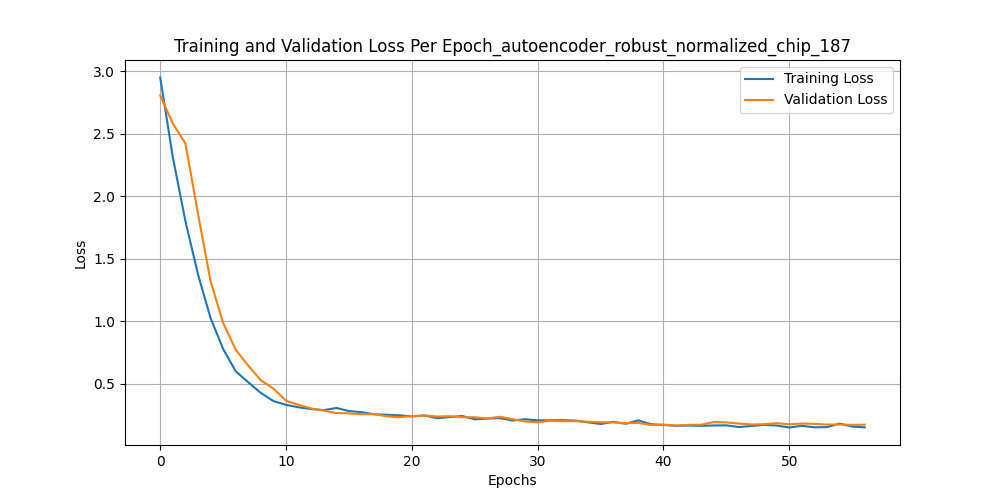 Training and Validation Loss Per Epoch_autoencoder_robust_normalized_chip_187
Training Loss
Validation Loss
3.0
2.5
2.0
1.5
1.0
0.5
Loss
0 10 20 30 40 50
Epochs